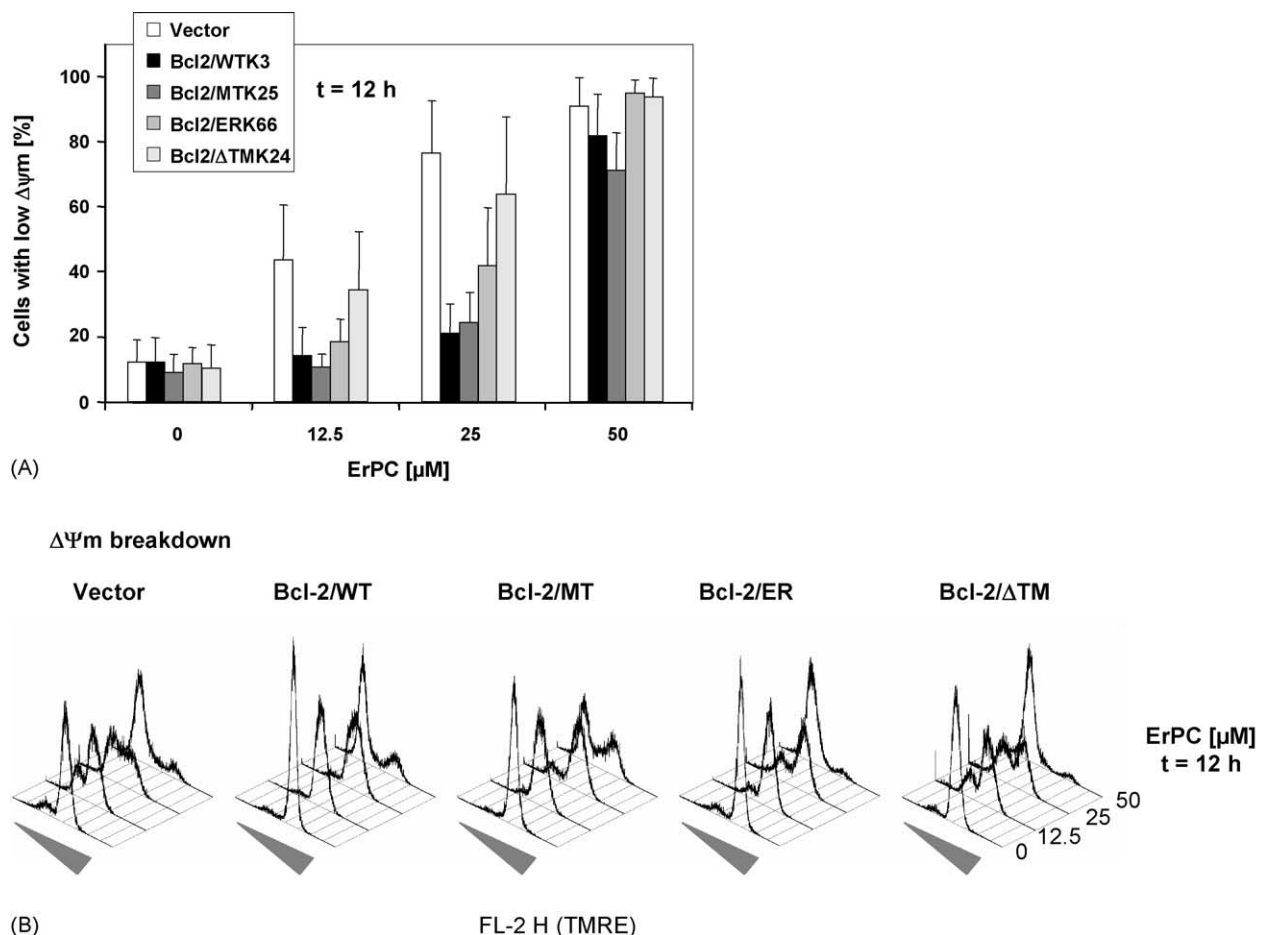 Vector
Bcl2/WTK3
Bcl2/MTK25
Bcl2/ERK66
Bcl2/ΔTMK24
t = 12 h
Cells with low Δψm [%]
100
80
60
40
20
0
0 12.5 25 50
ErPC [µM]
(A)
ΔΨm breakdown
Vector Bcl-2/WT Bcl-2/MT Bcl-2/ER Bcl-2/ΔTM
ErPC [µM]
t = 12 h
50
25
12.5
0
(B) FL-2 H (TMRE)